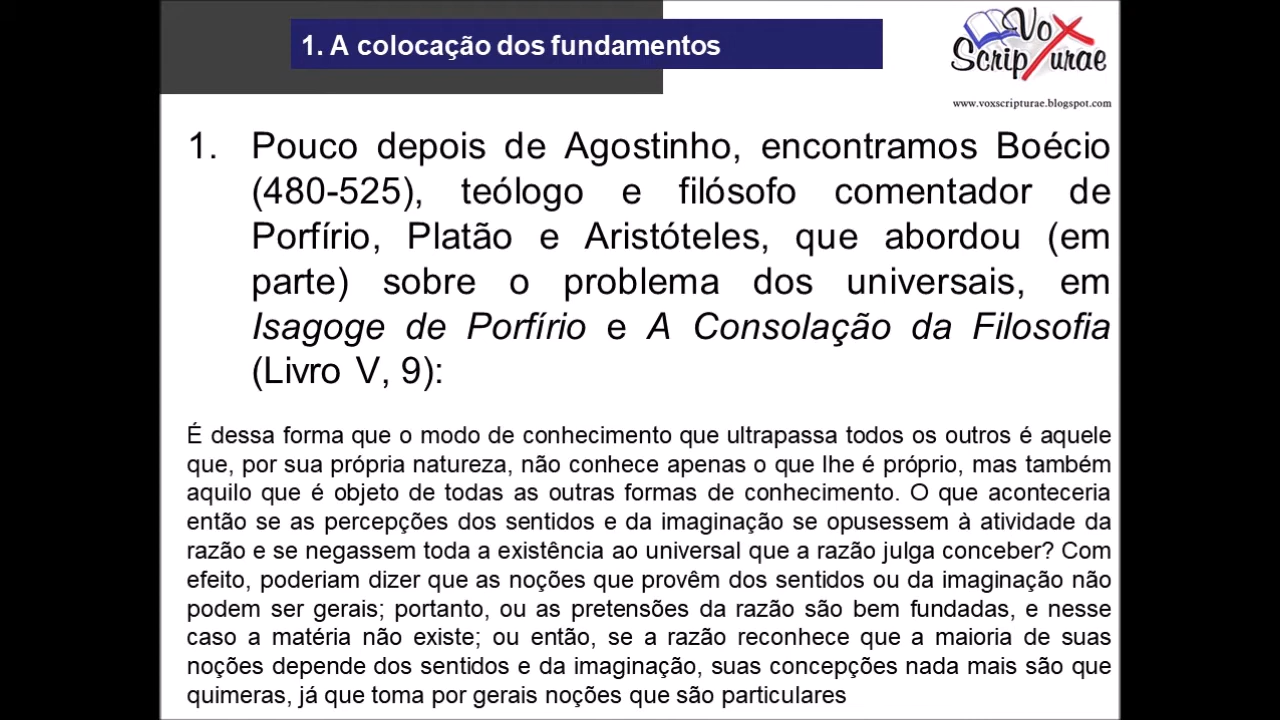 1. A colocação dos fundamentos
Vox
Scripturae
www.voxscripturae.blogspot.com
1. Pouco depois de Agostinho, encontramos Boécio
(480-525), teólogo e filósofo comentador de
Porfírio, Platão e Aristóteles, que abordou (em
parte) sobre o problema dos universais, em
Isagoge de Porfírio e A Consolação da Filosofia
(Livro V, 9):
É dessa forma que o modo de conhecimento que ultrapassa todos os outros é aquele
que, por sua própria natureza, não conhece apenas o que lhe é próprio, mas também
aquilo que é objeto de todas as outras formas de conhecimento. O que aconteceria
então se as percepções dos sentidos e da imaginação se opusessem à atividade da
razão e se negassem toda a existência ao universal que a razão julga conceber? Com
efeito, poderiam dizer que as noções que provêm dos sentidos ou da imaginação não
podem ser gerais; portanto, ou as pretensões da razão são bem fundadas, e nesse
caso a matéria não existe; ou então, se a razão reconhece que a maioria de suas
noções depende dos sentidos e da imaginação, suas concepções nada mais são que
quimeras, já que toma por gerais noções que são particulares